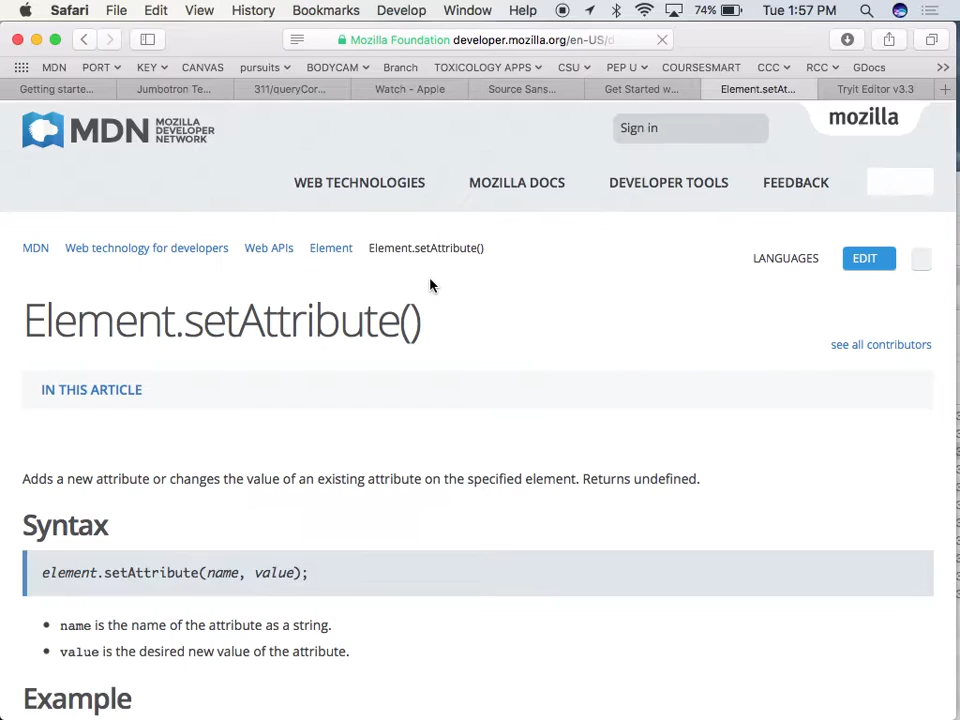 Safari File Edit View History Bookmarks Develop Window Help 74% Tue 1:57 PM
Mozilla Foundation developer.mozilla.org/en-US/d
MDN PORT KEY CANVAS pursuits BODYCAM Branch TOXICOLOGY APPS CSU PEP U COURSESMART CCC RCC GDocs >>
Getting starte... Jumbotron Te... 311/queryCor... Watch - Apple Source Sans... Get Started w... Element.setAt... Tryit Editor v3.3
MDN MOZILLA DEVELOPER NETWORK Sign in mozilla
WEB TECHNOLOGIES MOZILLA DOCS DEVELOPER TOOLS FEEDBACK
MDN Web technology for developers Web APIs Element Element.setAttribute()
LANGUAGES EDIT
Element.setAttribute()
see all contributors
IN THIS ARTICLE
Adds a new attribute or changes the value of an existing attribute on the specified element. Returns undefined.
Syntax
element.setAttribute(name, value);
name is the name of the attribute as a string.
value is the desired new value of the attribute.
Example